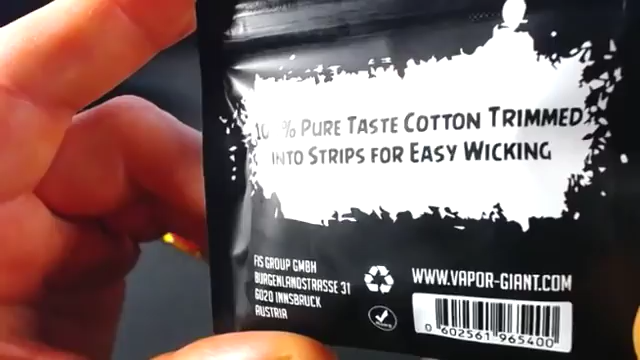 100% PURE TASTE COTTON TRIMMED
INTO STRIPS FOR EASY WICKING
FIS GROUP GMBH
BURGENLANDSTRASSE 31
6020 INNSBRUCK
AUSTRIA
WWW.VAPOR-GIANT.COM
0 602561 965400